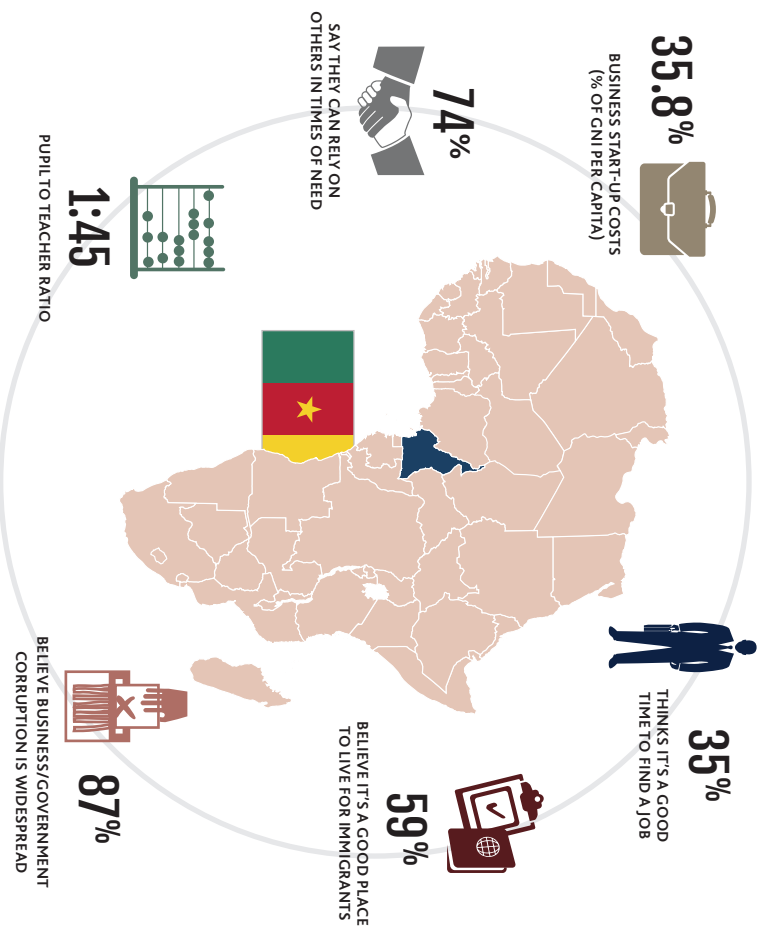 35.8%
BUSINESS START-UP COSTS
(% OF GNI PER CAPITA)
35%
THINKS IT'S A GOOD
TIME TO FIND A JOB
74%
SAY THEY CAN RELY ON
OTHERS IN TIMES OF NEED
59%
BELIEVE IT'S A GOOD PLACE
TO LIVE FOR IMMIGRANTS
1:45
PUPIL TO TEACHER RATIO
87%
BELIEVE BUSINESS/GOVERNMENT
CORRUPTION IS WIDESPREAD